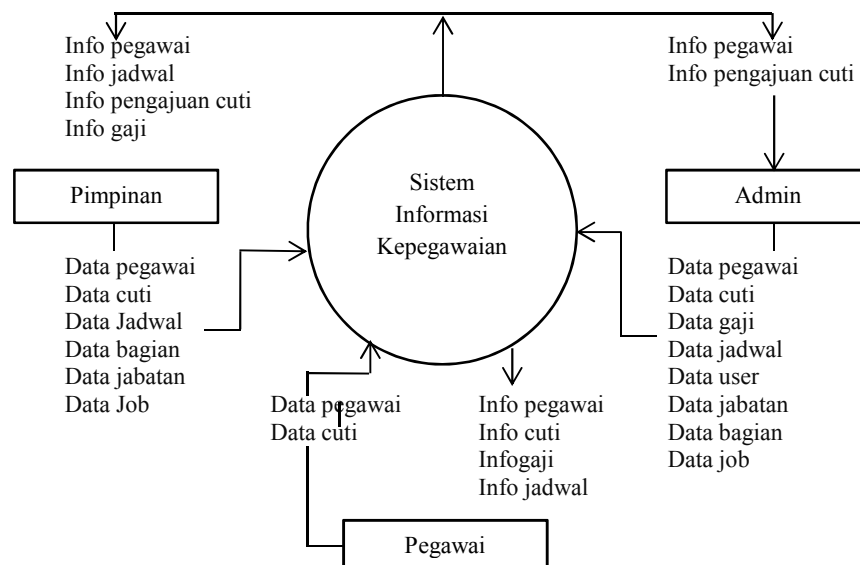 Info pegawai
Info jadwal
Info pengajuan cuti
Info gaji
Info pegawai
Info pengajuan cuti
Pimpinan
Sistem
Informasi
Kepegawaian
Admin
Data pegawai
Data cuti
Data Jadwal
Data bagian
Data jabatan
Data Job
Data pegawai
Data cuti
Data gaji
Data jadwal
Data user
Data jabatan
Data bagian
Data job
Data pegawai
Data cuti
Info pegawai
Info cuti
Infogaji
Info jadwal
Pegawai